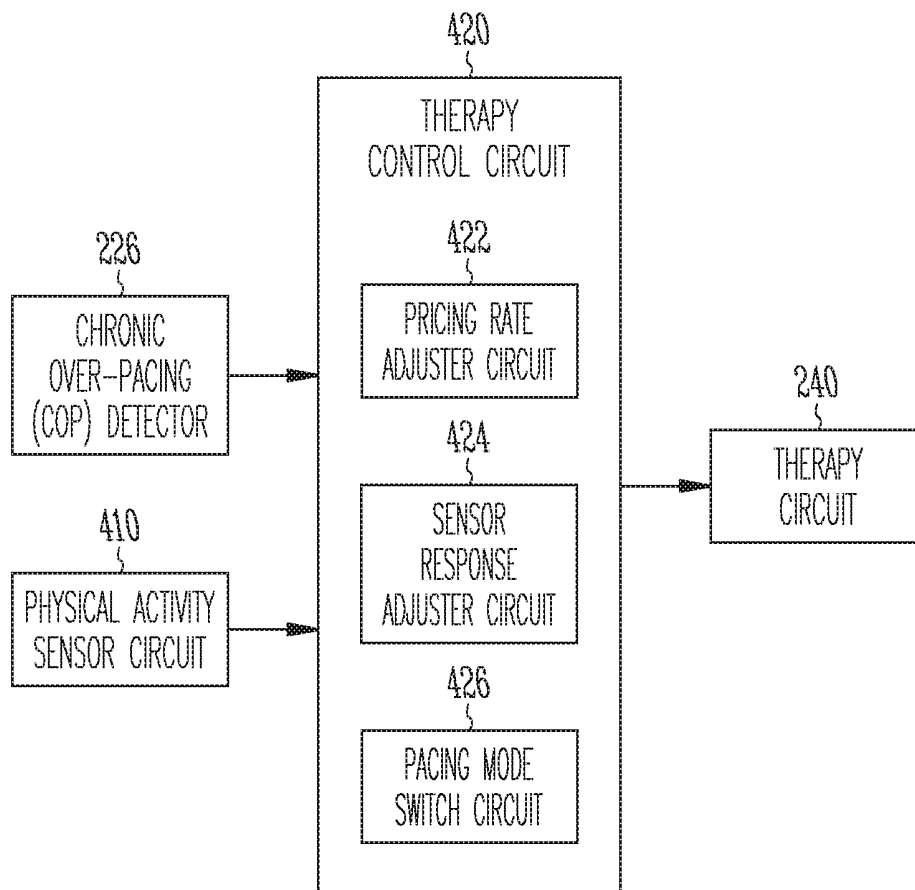 420
THERAPY
CONTROL CIRCUIT
226
CHRONIC
OVER-PACING
(COP) DETECTOR
410
PHYSICAL ACTIVITY
SENSOR CIRCUIT
422
PRICING RATE
ADJUSTER CIRCUIT
424
SENSOR
RESPONSE
ADJUSTER CIRCUIT
426
PACING MODE
SWITCH CIRCUIT
240
THERAPY
CIRCUIT